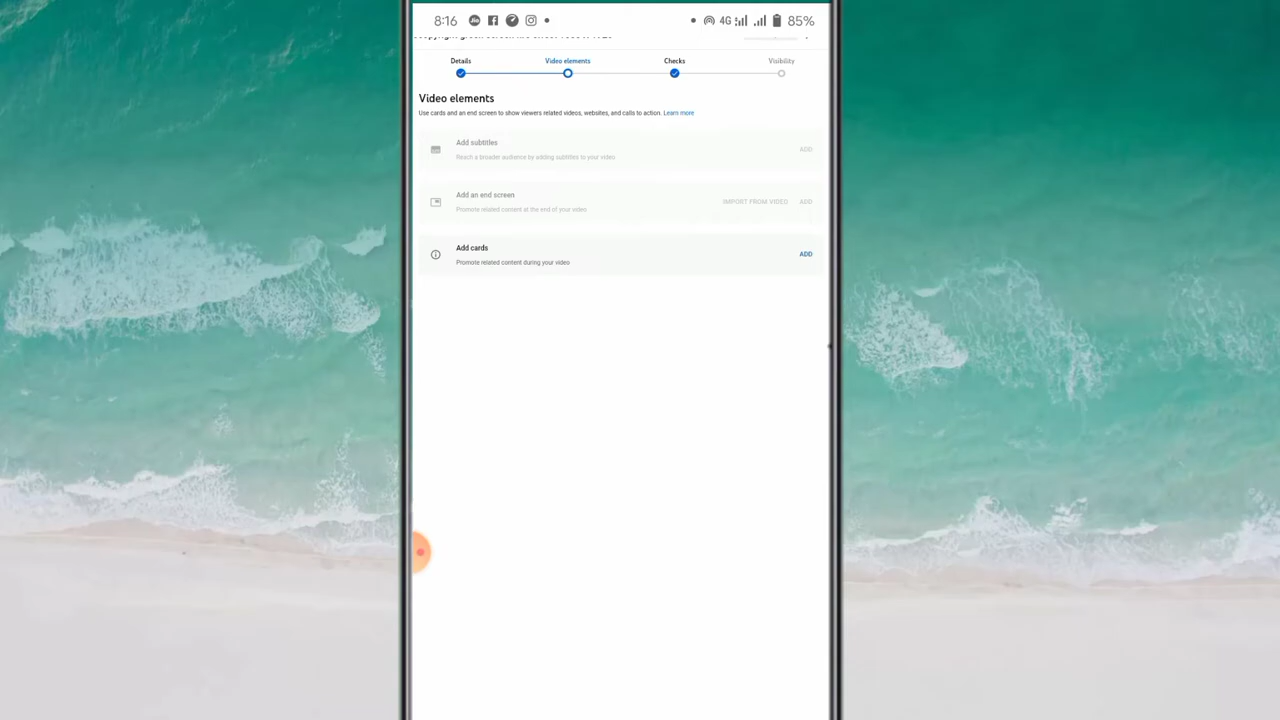 8:16 Jio 4G 85%
Details Video elements Checks Visibility
Video elements
Use cards and an end screen to show viewers related videos, websites, and calls to action. Learn more
Add subtitles
Reach a broader audience by adding subtitles to your video
ADD
Add an end screen
Promote related content at the end of your video
IMPORT FROM VIDEO ADD
Add cards
Promote related content during your video
ADD